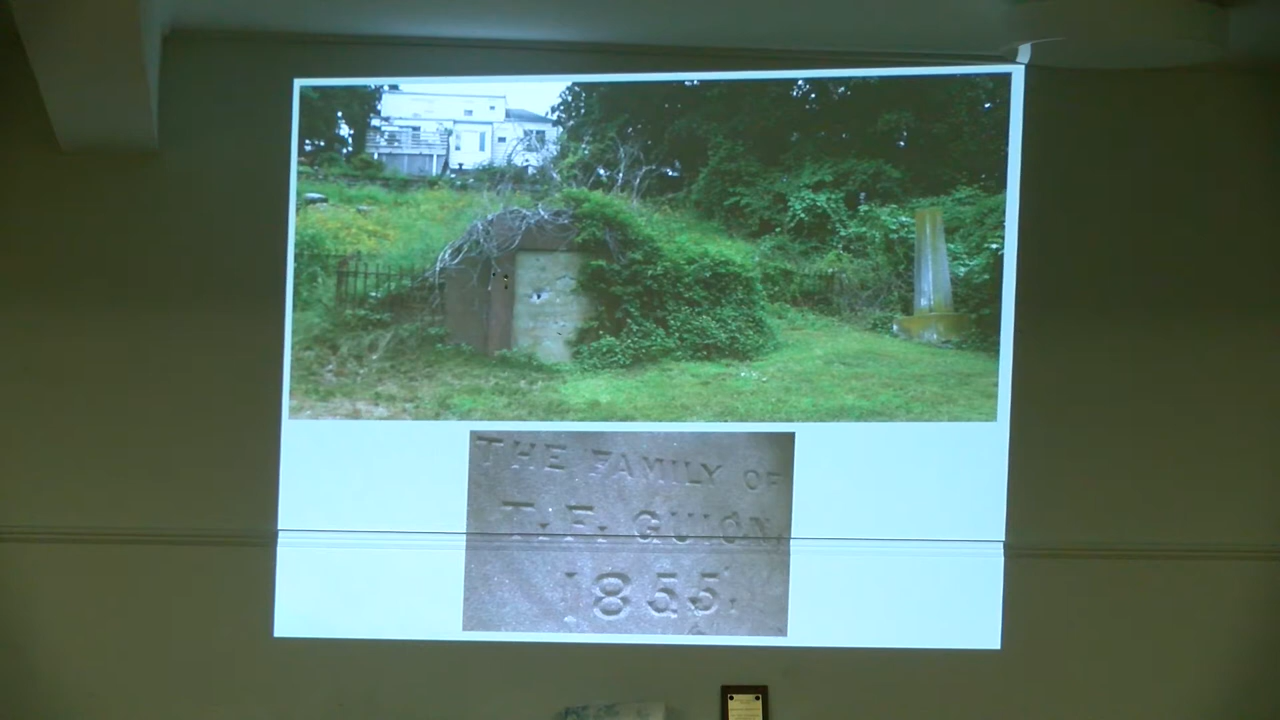 THE FAMILY OF
T. F. GUION.
1855.